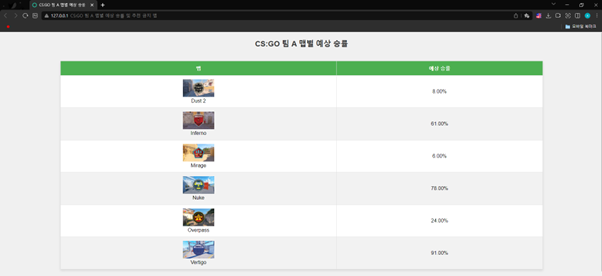 CS:GO 팀 A 맵별 예상 승률
127.0.0.1 CS:GO 팀 A 맵별 예상 승률 및 추천 금지 맵
모바일 북마크
CS:GO 팀 A 맵별 예상 승률
맵 예상 승률
Dust 2 8.00%
Inferno 61.00%
Mirage 6.00%
Nuke 78.00%
Overpass 24.00%
Vertigo 91.00%